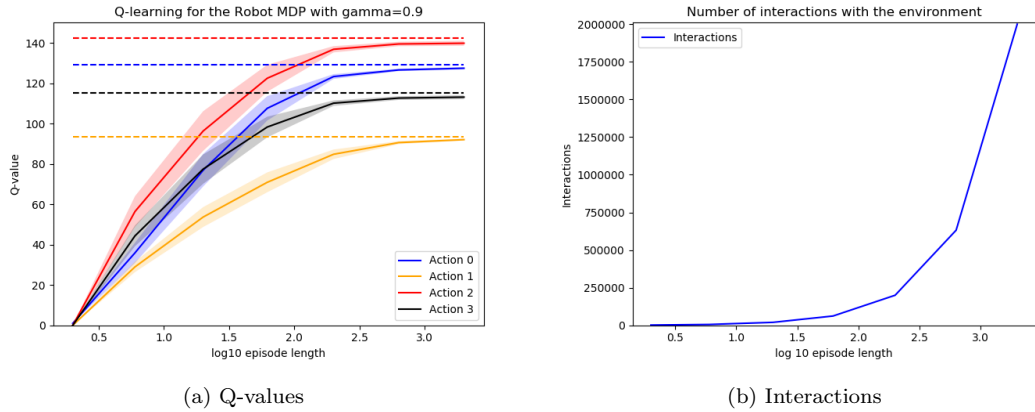 Q-learning for the Robot MDP with gamma=0.9
140
120
100
80
60
40
20
0
Q-value
0.5
1.0
1.5
2.0
2.5
3.0
log10 episode length
Action 0
Action 1
Action 2
Action 3
(a) Q-values
Number of interactions with the environment
2000000
1750000
1500000
1250000
1000000
750000
500000
250000
0
Interactions
Interactions
0.5
1.0
1.5
2.0
2.5
3.0
log 10 episode length
(b) Interactions